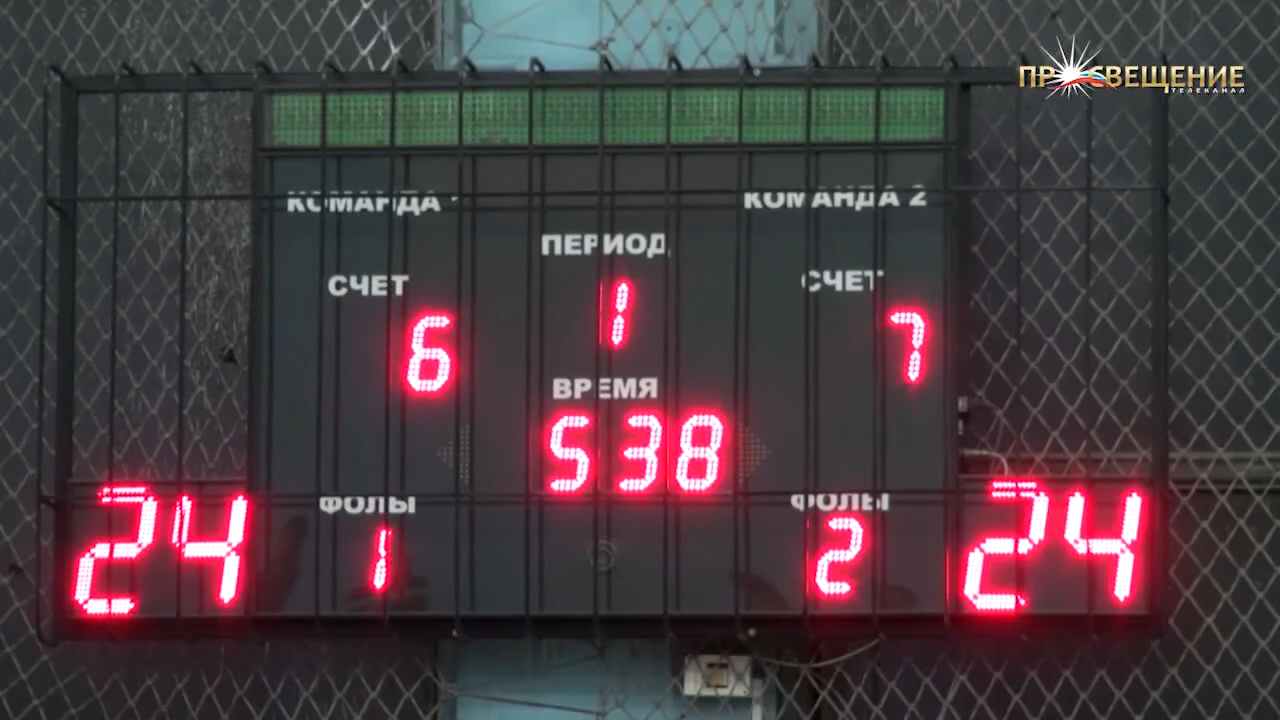 ПРОСВЕЩЕНИЕ
ТЕЛЕКАНАЛ
КОМАНДА 1 КОМАНДА 2
ПЕРИОД
СЧЕТ 1 СЧЕТ
6 7
ВРЕМЯ
5 38
24 ФОЛЫ ФОЛЫ 24
1 2